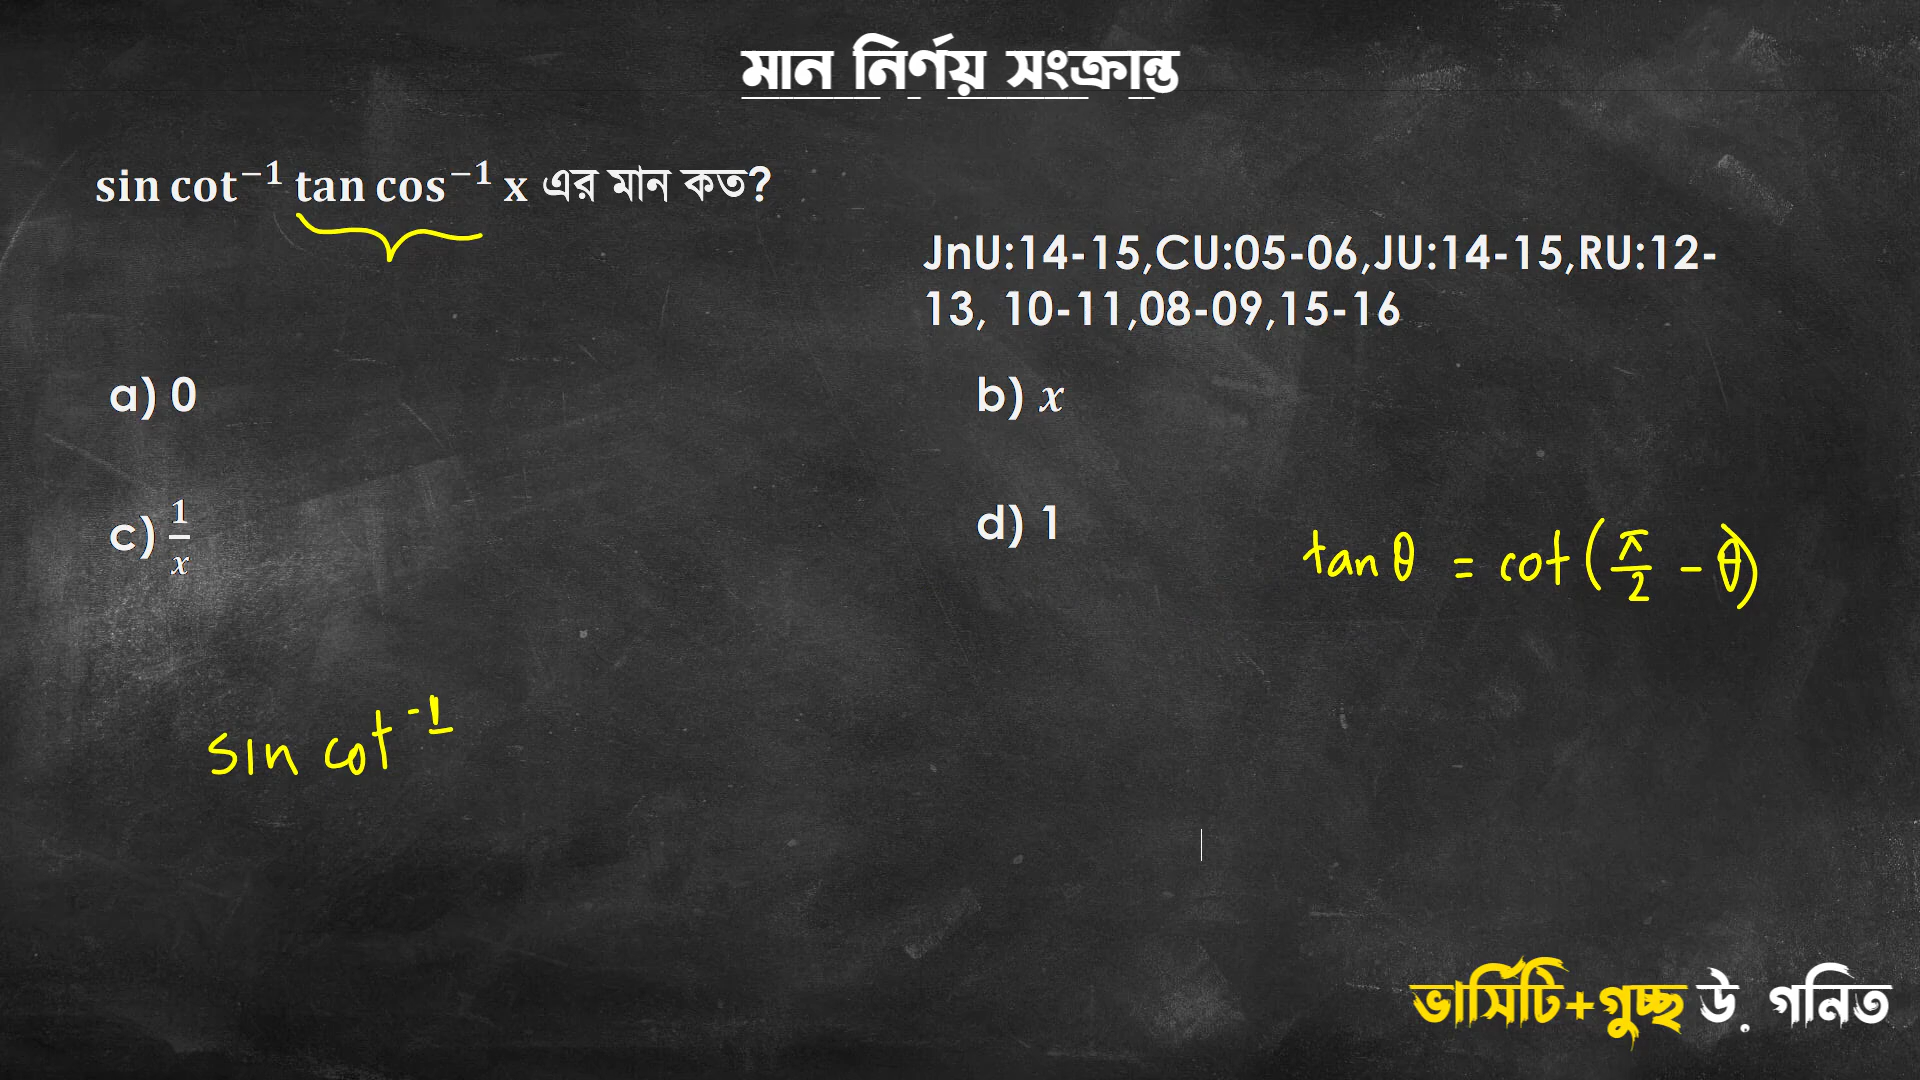 মান নির্ণয় সংক্রান্ত
sin cot⁻¹ tan cos⁻¹ x এর মান কত?
JnU:14-15,CU:05-06,JU:14-15,RU:12-
13, 10-11,08-09,15-16
a) 0
b) x
c) 1/x
d) 1
tan θ = cot (π/2 - θ)
sin cot⁻¹
ভার্সিটি+গুচ্ছ উ. গনিত